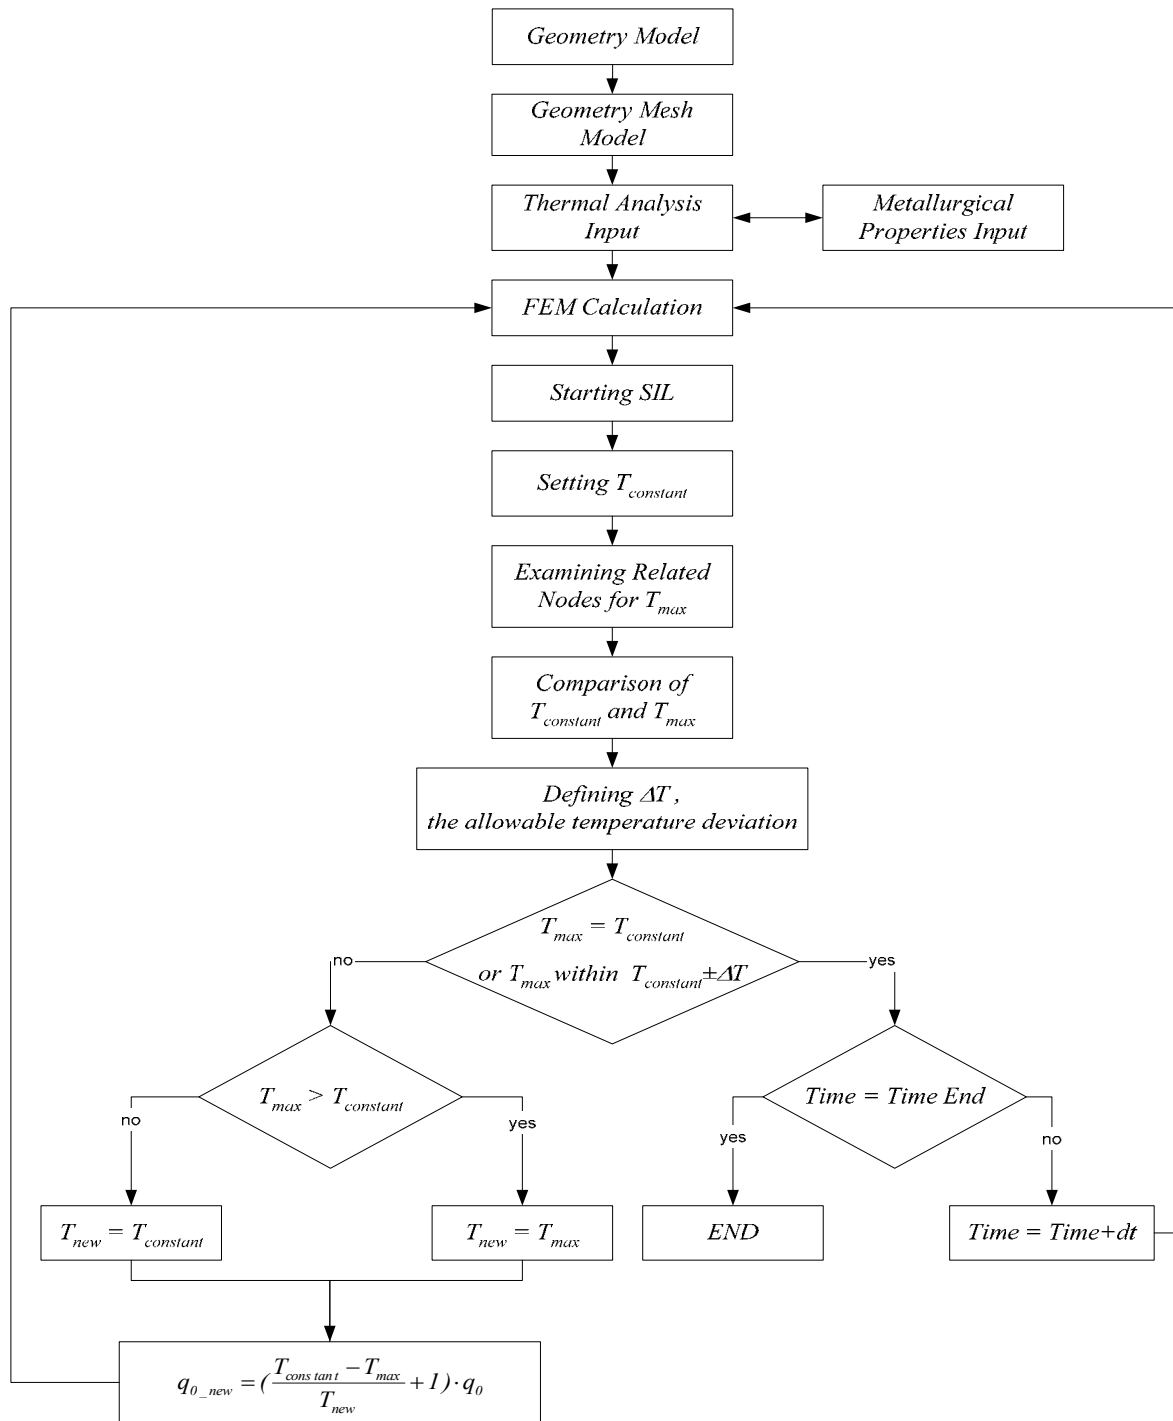 Geometry Model
Geometry Mesh
Model
Thermal Analysis
Input
Metallurgical
Properties Input
FEM Calculation
Starting SIL
Setting T_constant
Examining Related
Nodes for T_max
Comparison of
T_constant and T_max
Defining ΔT ,
the allowable temperature deviation
T_max = T_constant
or T_max within T_constant±ΔT
no
yes
T_max > T_constant
Time = Time End
no
yes
yes
no
T_new = T_constant
T_new = T_max
END
Time = Time+dt
q_0_new = (\frac{T_constant − T_max}{T_new} + 1) · q_0